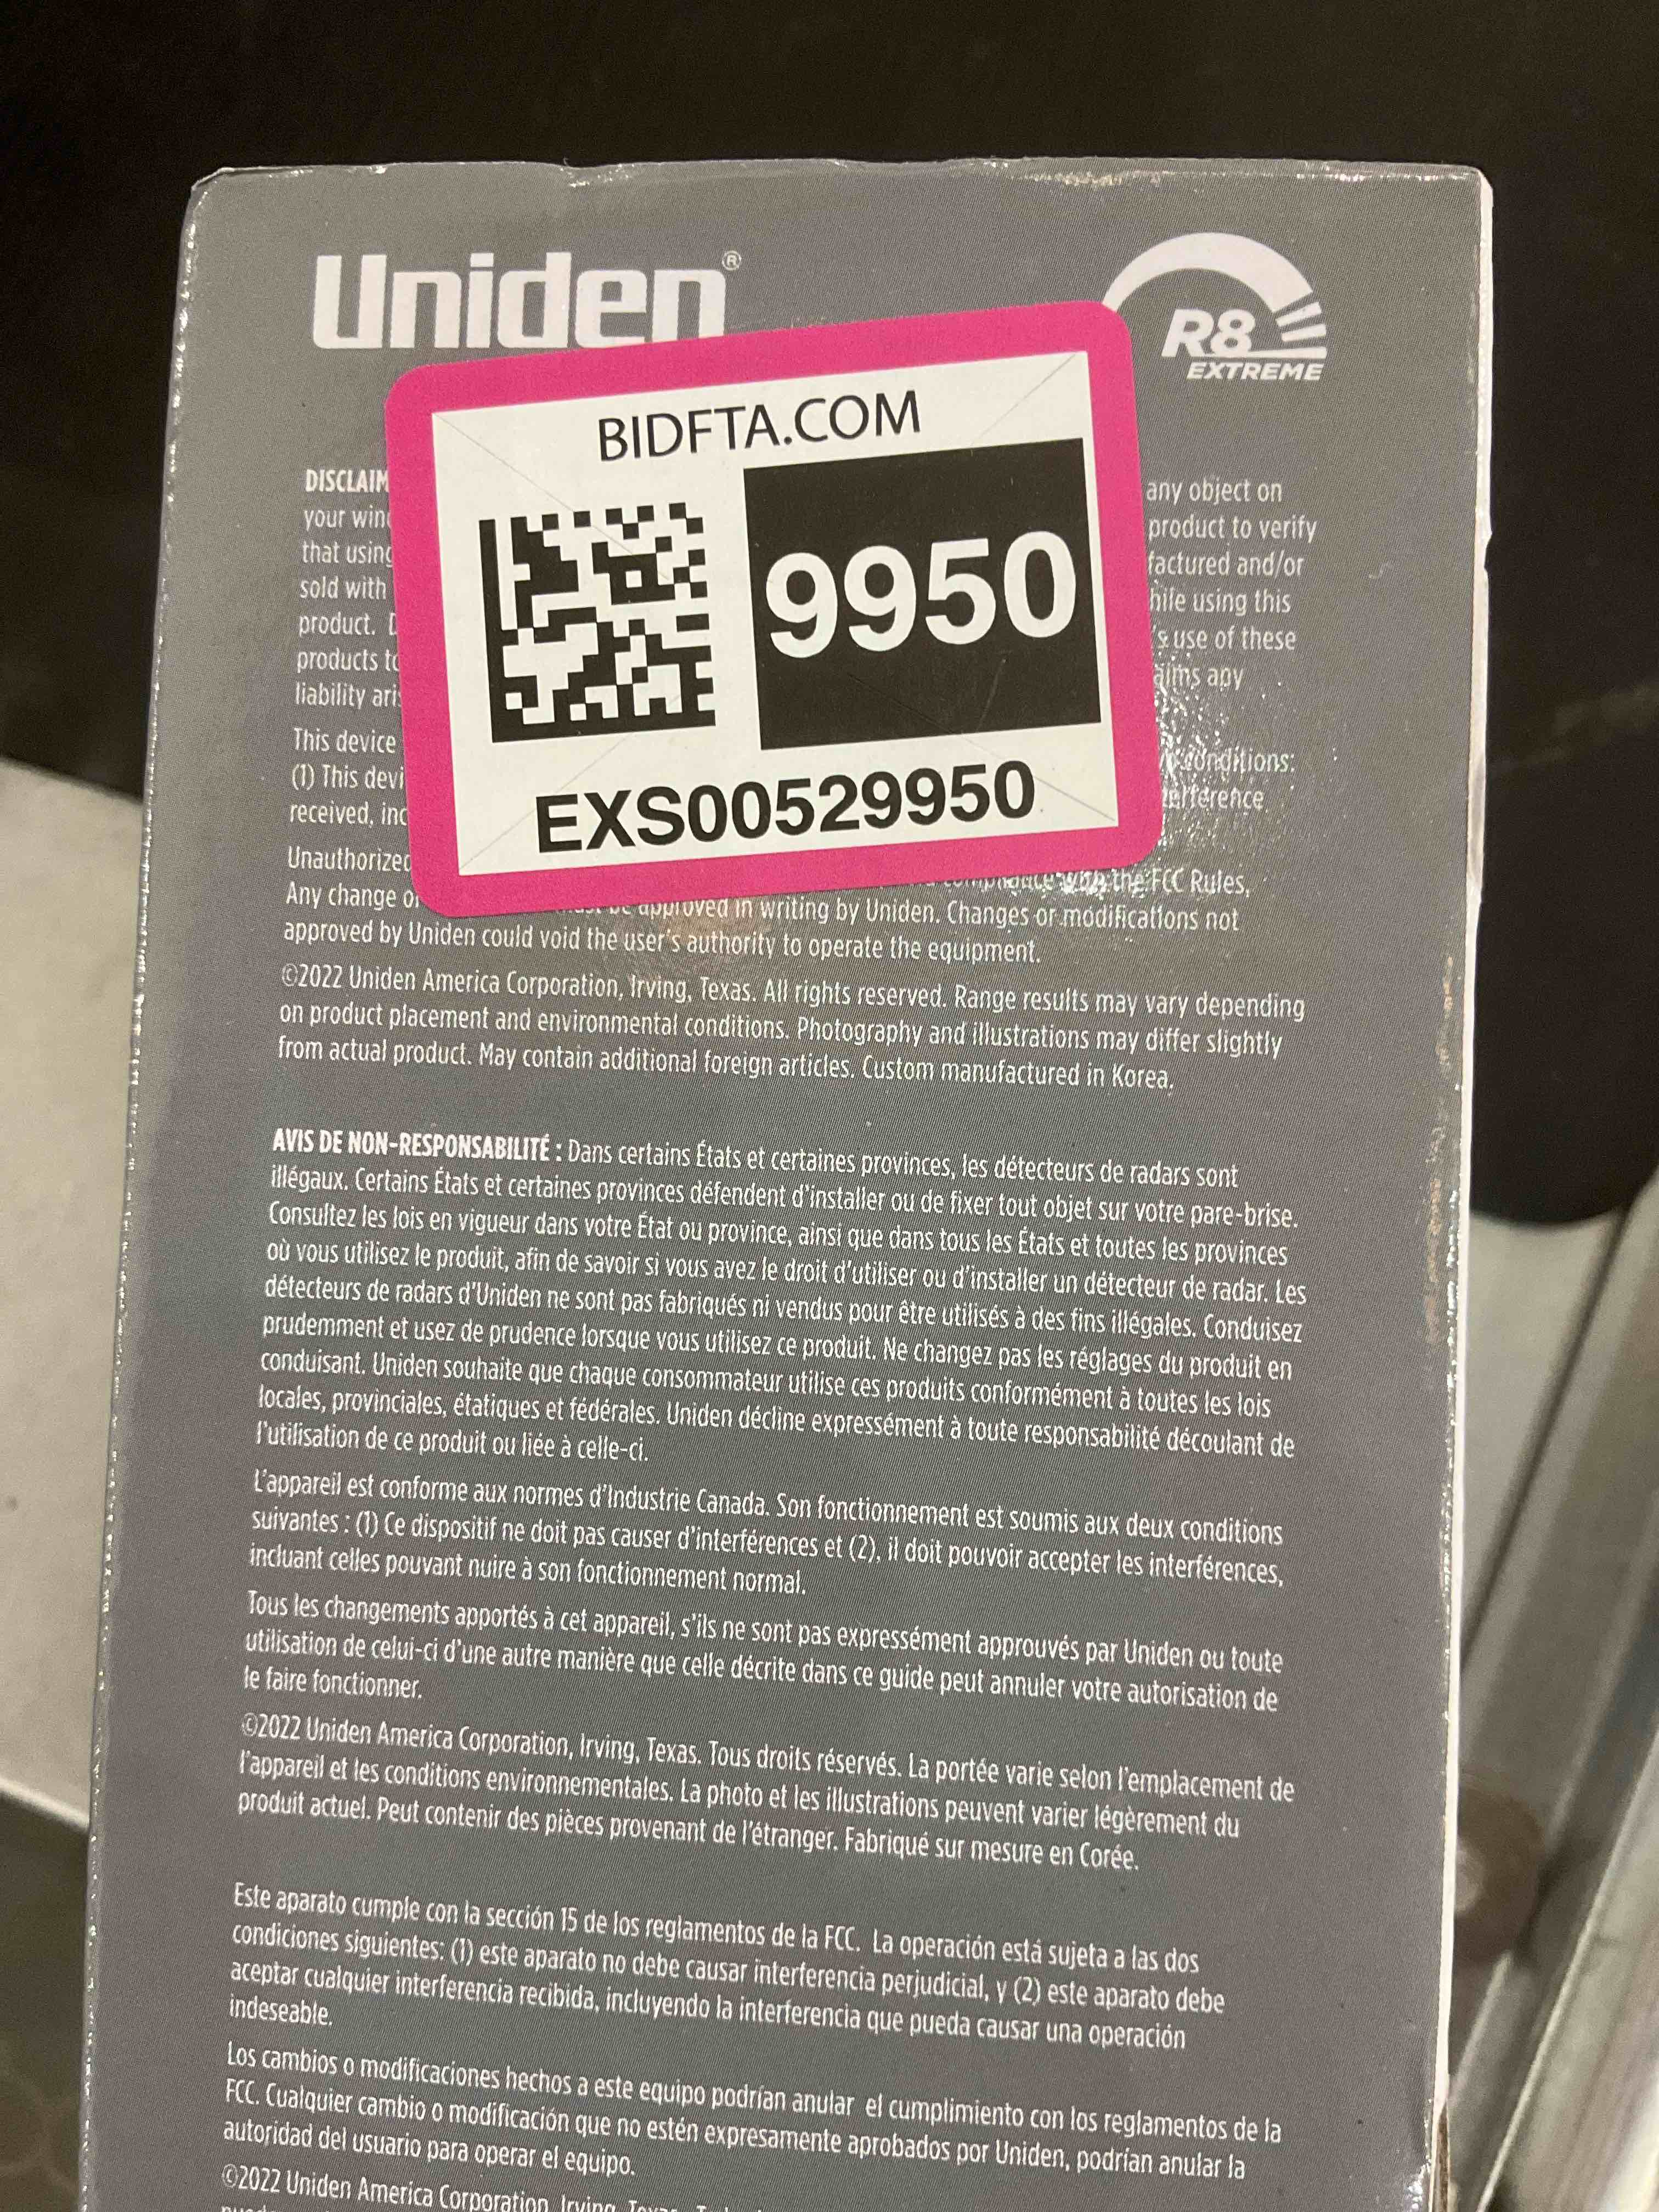 Uniden®
R8
EXTREME
BIDFTA.COM
9950
EXS00529950
any object on
your
product to verify
that using
and/or
sold with
using this
product.
use of these
products
any
liability
This device
conditions:
(1) This
received,
the FCC Rules,
Any change
approved in writing by Uniden. Changes or modifications not
approved by Uniden could void the user's authority to operate the equipment.
©2022 Uniden America Corporation, Irving, Texas. All rights reserved. Range results may vary depending
on product placement and environmental conditions. Photography and illustrations may differ slightly
from actual product. May contain additional foreign articles. Custom manufactured in Korea.
AVIS DE NON-RESPONSABILITÉ : Dans certains États et certaines provinces, les détecteurs de radars sont
illégaux. Certains États et certaines provinces défendent d'installer ou de fixer tout objet sur votre pare-brise.
Consultez les lois en vigueur dans votre État ou province, ainsi que dans tous les États et toutes les provinces
où vous utilisez le produit, afin de savoir si vous avez le droit d'utiliser ou d'installer un détecteur de radar. Les
détecteurs de radars d'Uniden ne sont pas fabriqués ni vendus pour être utilisés à des fins illégales. Conduisez
prudemment et usez de prudence lorsque vous utilisez ce produit. Ne changez pas les réglages du produit en
conduisant. Uniden souhaite que chaque consommateur utilise ces produits conformément à toutes les lois
locales, provinciales, étatiques et fédérales. Uniden décline expressément à toute responsabilité découlant de
l'utilisation de ce produit ou liée à celle-ci.
L'appareil est conforme aux normes d'Industrie Canada. Son fonctionnement est soumis aux deux conditions
suivantes : (1) Ce dispositif ne doit pas causer d'interférences et (2), il doit pouvoir accepter les interférences,
incluant celles pouvant nuire à son fonctionnement normal.
Tous les changements apportés à cet appareil, s'ils ne sont pas expressément approuvés par Uniden ou toute
utilisation de celui-ci d'une autre manière que celle décrite dans ce guide peut annuler votre autorisation de
le faire fonctionner.
©2022 Uniden America Corporation, Irving, Texas. Tous droits réservés. La portée varie selon l'emplacement de
l'appareil et les conditions environnementales. La photo et les illustrations peuvent varier légèrement du
produit actuel. Peut contenir des pièces provenant de l'étranger. Fabriqué sur mesure en Corée.
Este aparato cumple con la sección 15 de los reglamentos de la FCC. La operación está sujeta a las dos
condiciones siguientes: (1) este aparato no debe causar interferencia perjudicial, y (2) este aparato debe
aceptar cualquier interferencia recibida, incluyendo la interferencia que pueda causar una operación
indeseable.
Los cambios o modificaciones hechos a este equipo podrían anular el cumplimiento con los reglamentos de la
FCC. Cualquier cambio o modificación que no estén expresamente aprobados por Uniden, podrían anular la
autoridad del usuario para operar el equipo.
©2022 Uniden America Corporation, Irving,